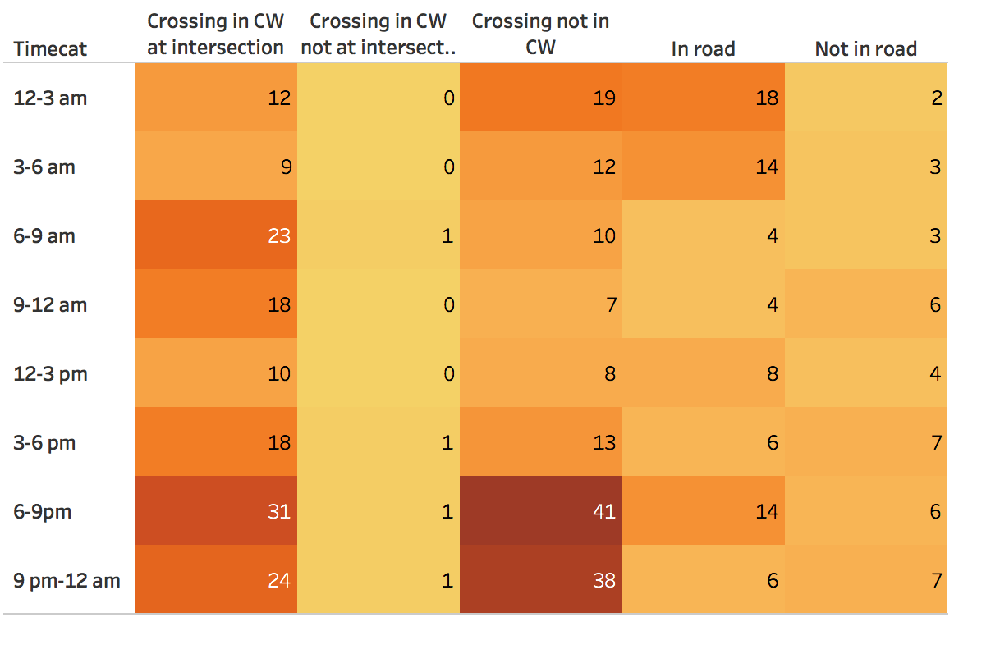 Timecat Crossing in CW at intersection Crossing in CW not at intersect.. Crossing not in CW In road Not in road
12-3 am 12 0 19 18 2
3-6 am 9 0 12 14 3
6-9 am 23 1 10 4 3
9-12 am 18 0 7 4 6
12-3 pm 10 0 8 8 4
3-6 pm 18 1 13 6 7
6-9pm 31 1 41 14 6
9 pm-12 am 24 1 38 6 7